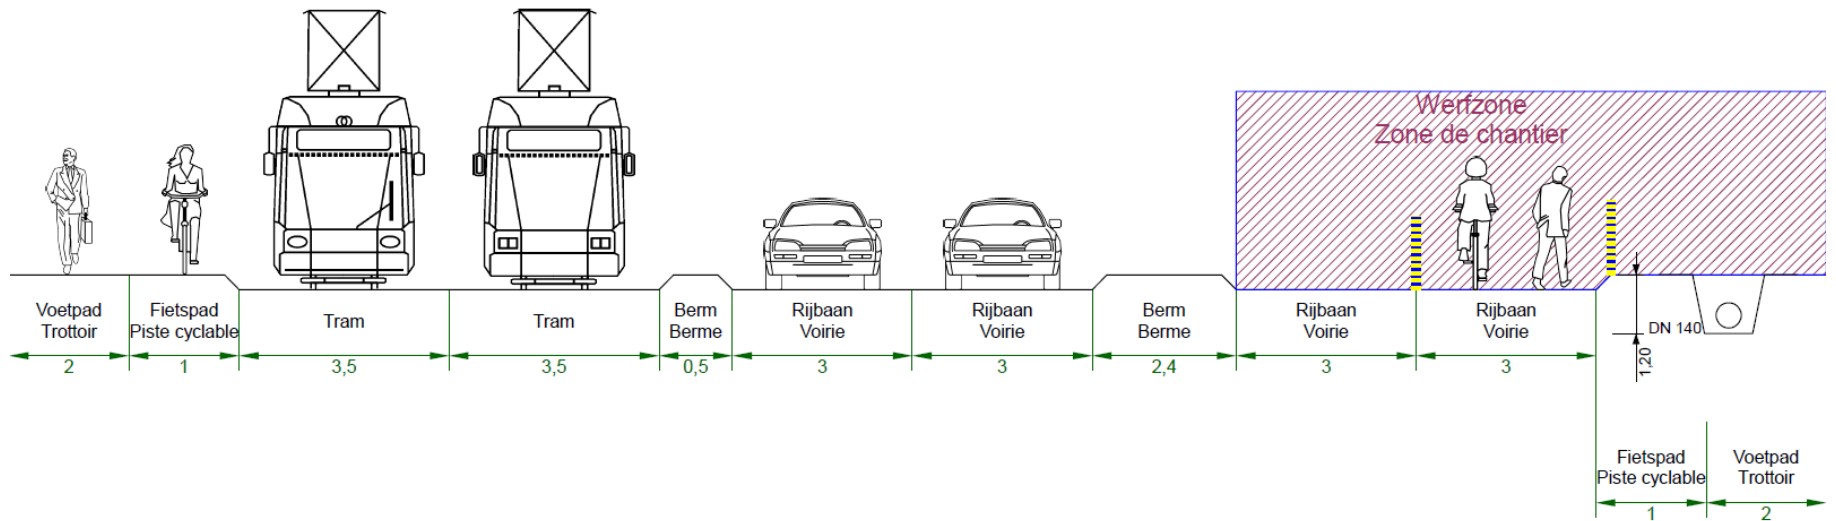 Werfzone
Zone de chantier
Voetpad
Trottoir
Fietspad
Piste cyclable
Tram
Tram
Berm
Berme
Rijbaan
Voirie
Rijbaan
Voirie
Berm
Berme
Rijbaan
Voirie
Rijbaan
Voirie
DN 140
1,20
2
1
3,5
3,5
0,5
3
3
2,4
3
3
Fietspad
Piste cyclable
Voetpad
Trottoir
1
2